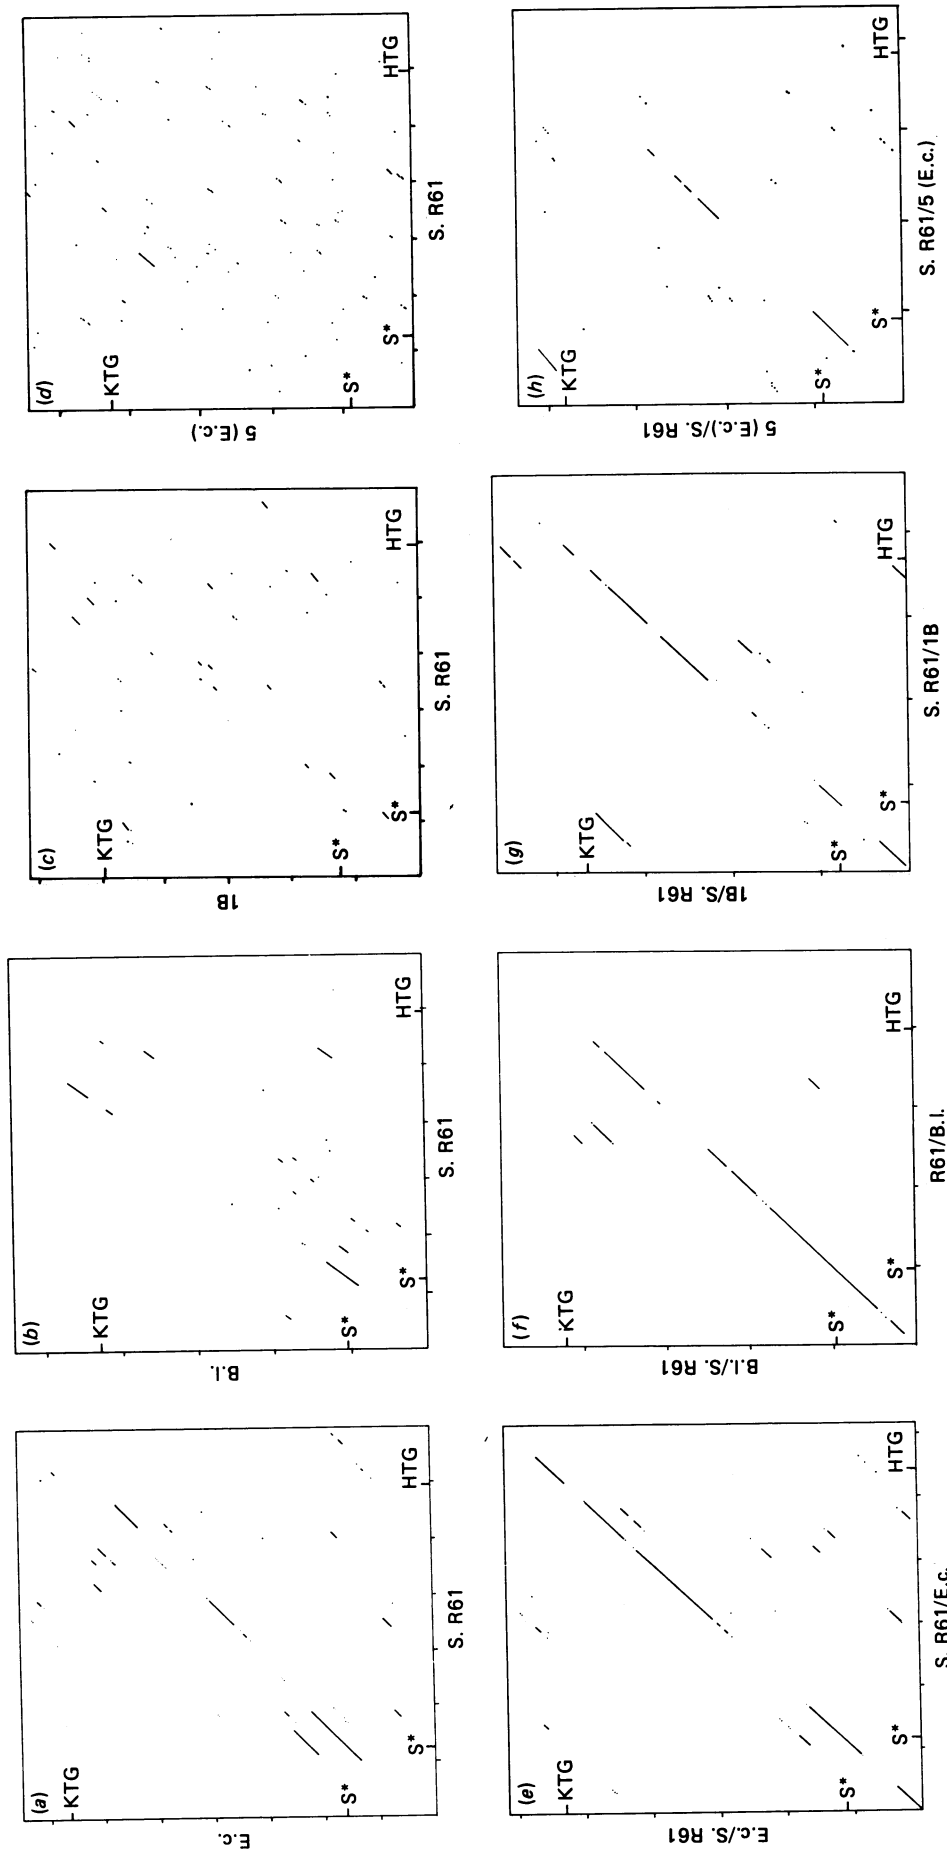 (a)
KTG
S*
E.c.
S*
HTG
S. R61
(b)
KTG
S*
B.l.
S*
HTG
S. R61
(c)
KTG
S*
1B
S*
HTG
S. R61
(d)
KTG
S*
5 (E.c.)
S*
HTG
S. R61
(e)
KTG
S*
E.c./S. R61
S*
HTG
S. R61/E.c.
(f)
KTG
S*
B.l./S. R61
S*
HTG
R61/B.l.
(g)
KTG
S*
1B/S. R61
S*
HTG
S. R61/1B
(h)
KTG
S*
5 (E.c.)/S. R61
S*
HTG
S. R61/5 (E.c.)